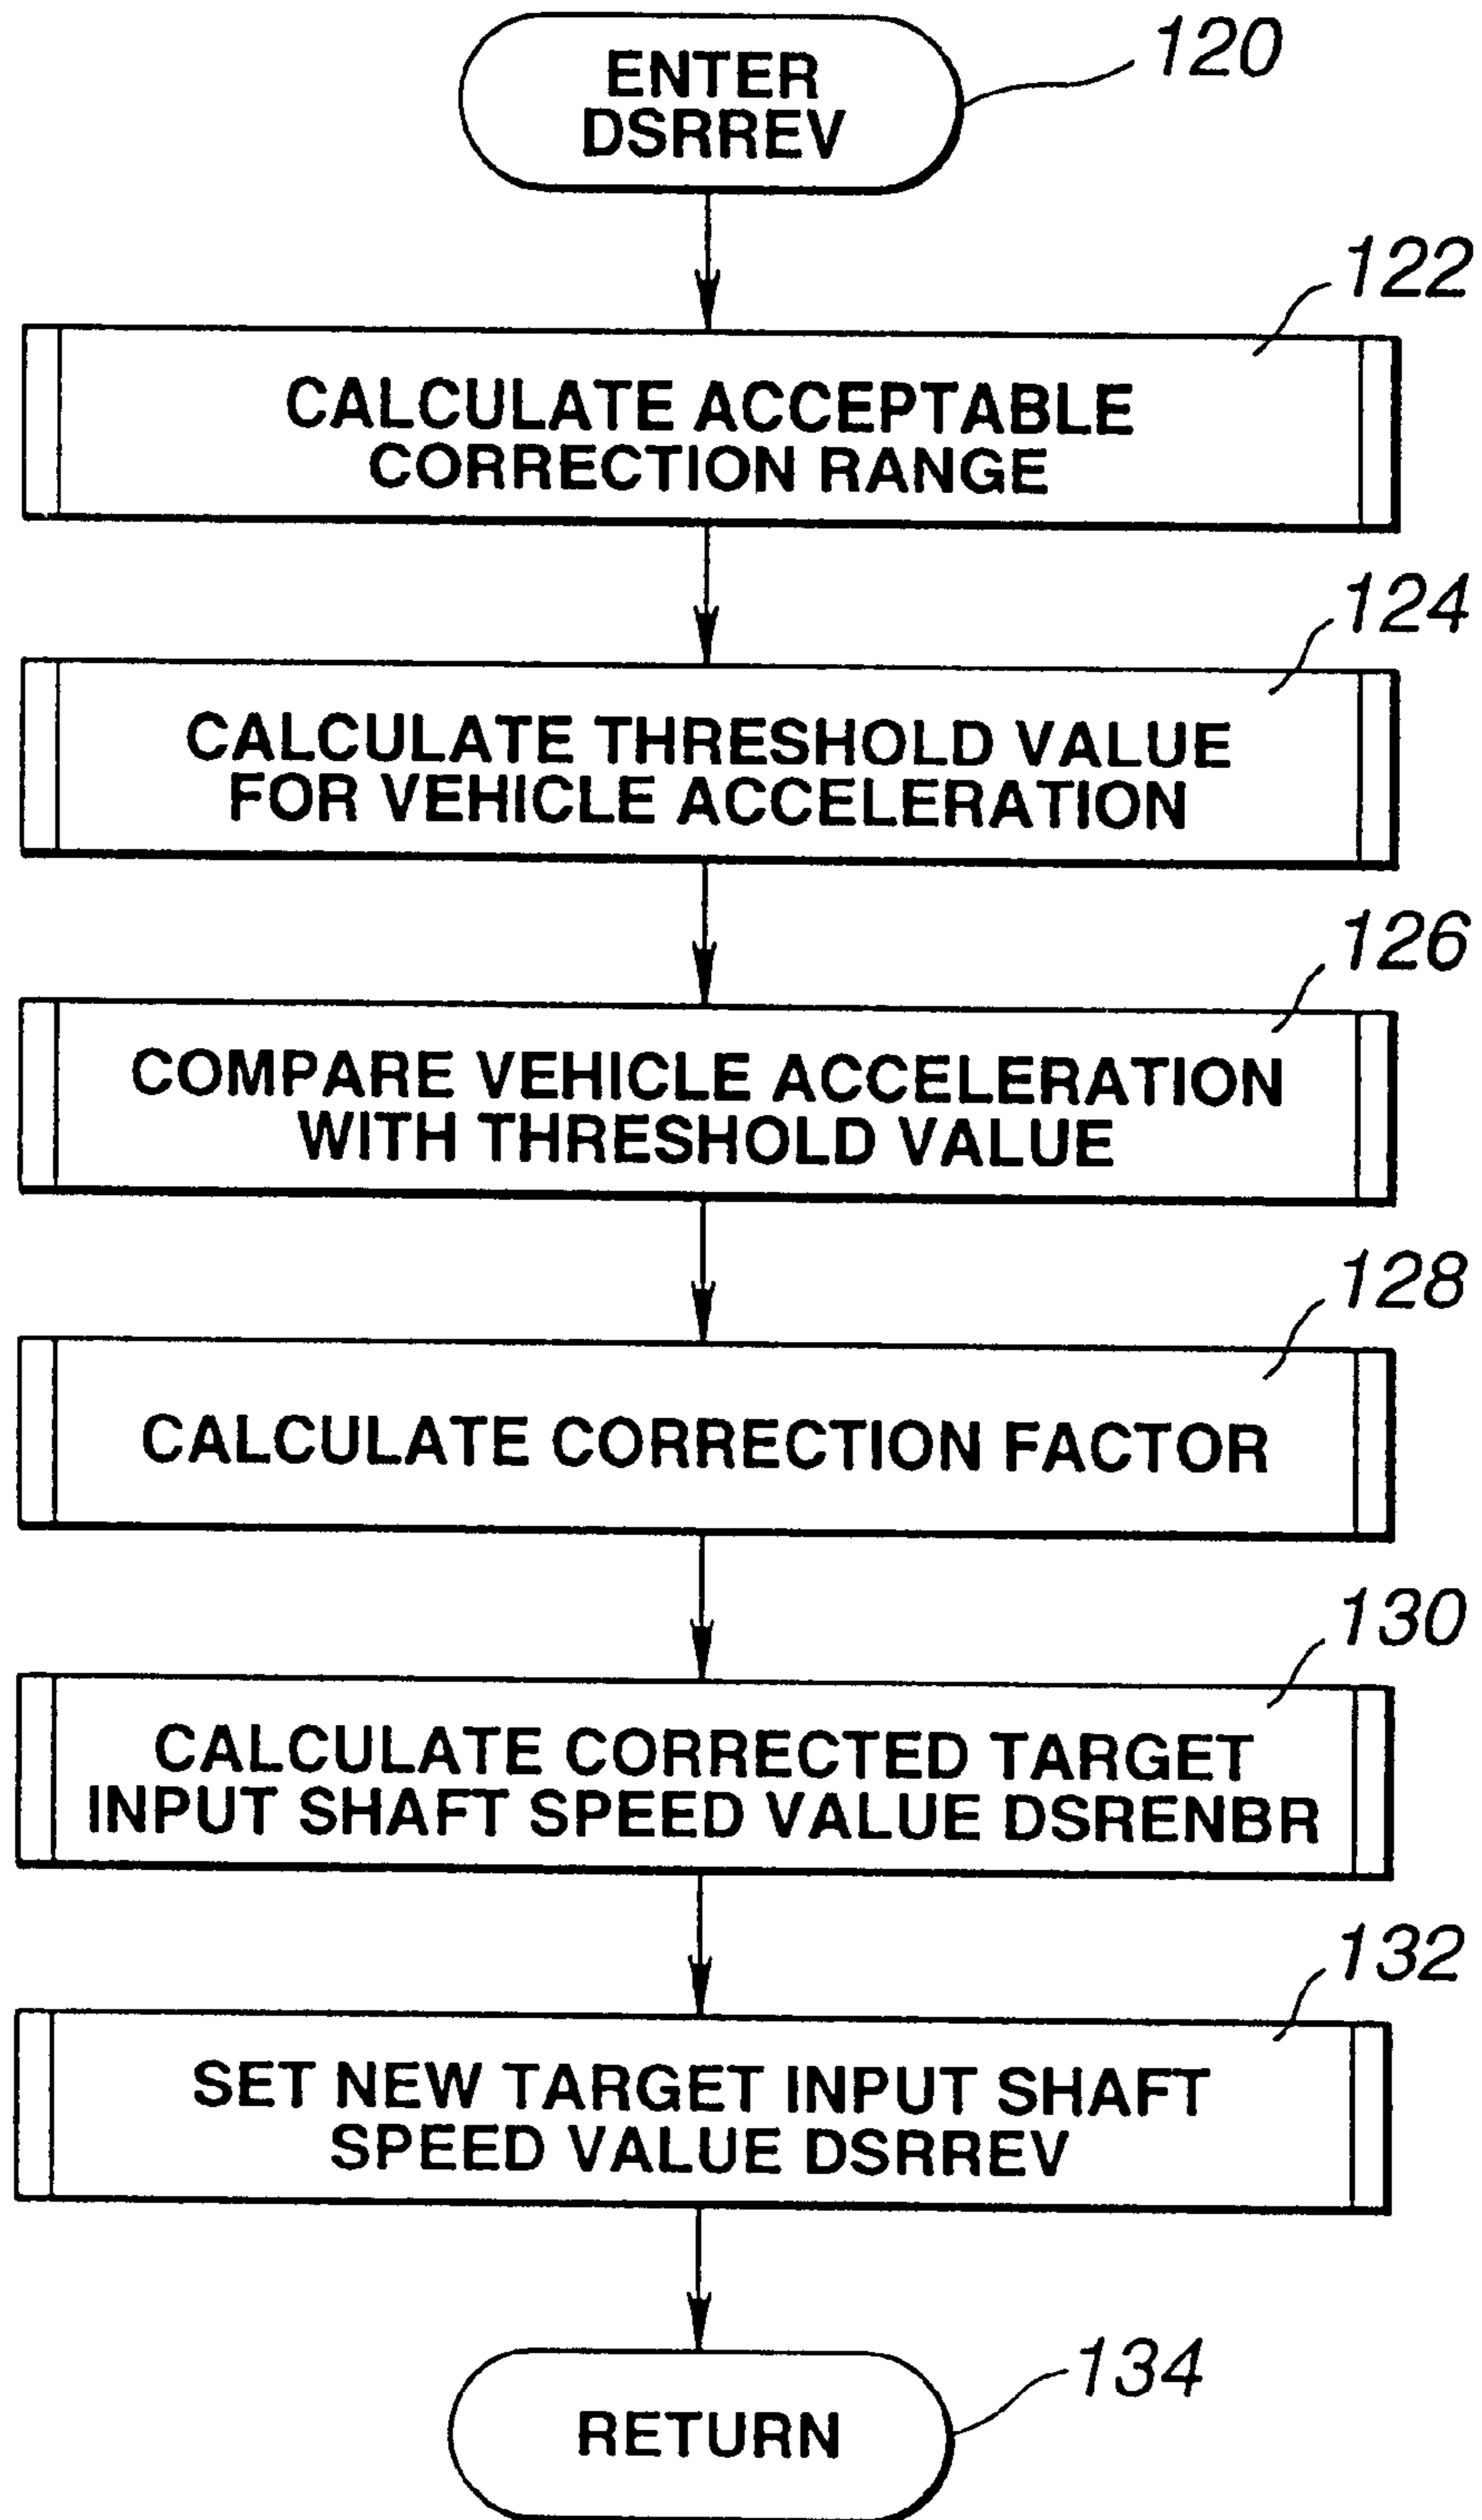 ENTER
DSRREV
120
122
CALCULATE ACCEPTABLE
CORRECTION RANGE
124
CALCULATE THRESHOLD VALUE
FOR VEHICLE ACCELERATION
126
COMPARE VEHICLE ACCELERATION
WITH THRESHOLD VALUE
128
CALCULATE CORRECTION FACTOR
130
CALCULATE CORRECTED TARGET
INPUT SHAFT SPEED VALUE DSRENBR
132
SET NEW TARGET INPUT SHAFT
SPEED VALUE DSRREV
134
RETURN